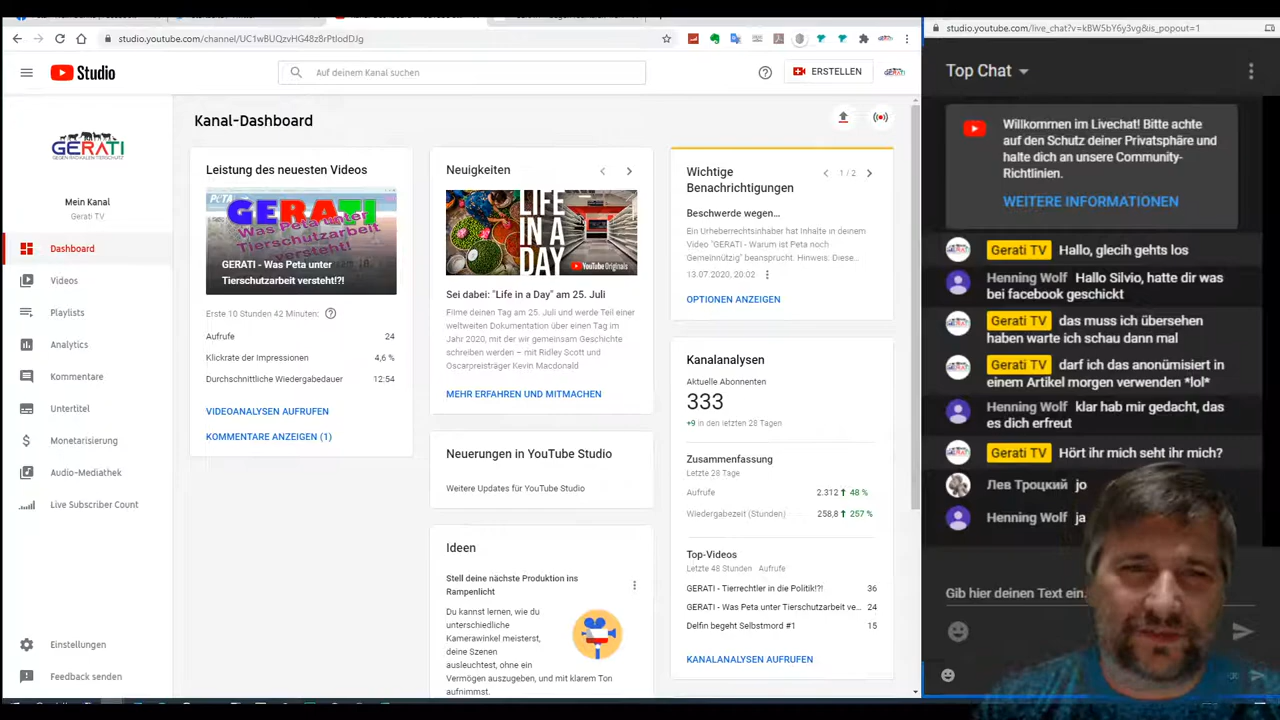 studio.youtube.com/channel/UC1wBUQzvHG48z8rPtIodDJg
studio.youtube.com/live_chat?v=kBW5bY6y3vg&is_popout=1
Studio
Auf deinem Kanal suchen
ERSTELLEN
GERATI
GEGEN RADIKALEN TIERSCHUTZ
Mein Kanal
Gerati TV
Dashboard
Videos
Playlists
Analytics
Kommentare
Untertitel
Monetarisierung
Audio-Mediathek
Live Subscriber Count
Einstellungen
Feedback senden
Kanal-Dashboard
Leistung des neuesten Videos
PETA
GERATI
Was Peta unter
Tierschutzarbeit
versteht!
GERATI - Was Peta unter
Tierschutzarbeit versteht!?!
Erste 10 Stunden 42 Minuten:
Aufrufe 24
Klickrate der Impressionen 4,6 %
Durchschnittliche Wiedergabedauer 12:54
VIDEOANALYSEN AUFRUFEN
KOMMENTARE ANZEIGEN (1)
Neuigkeiten
LIFE
IN A
DAY
YouTube Originals
Sei dabei: "Life in a Day" am 25. Juli
Filme deinen Tag am 25. Juli und werde Teil einer
weltweiten Dokumentation über einen Tag im
Jahr 2020, mit der wir gemeinsam Geschichte
schreiben werden – mit Ridley Scott und
Oscarpreisträger Kevin Macdonald
MEHR ERFAHREN UND MITMACHEN
Neuerungen in YouTube Studio
Weitere Updates für YouTube Studio
Ideen
Stell deine nächste Produktion ins
Rampenlicht
Du kannst lernen, wie du
unterschiedliche
Kamerawinkel meisterst,
deine Szenen
ausleuchtest, ohne ein
Vermögen auszugeben, und mit klarem Ton
aufnimmst.
Wichtige
Benachrichtigungen
1 / 2
Beschwerde wegen...
Ein Urheberrechtsinhaber hat Inhalte in deinem
Video "GERATI - Warum ist Peta noch
Gemeinnützig" beansprucht. Hinweis. Diese...
13.07.2020, 20:02
OPTIONEN ANZEIGEN
Kanalanalysen
Aktuelle Abonnenten
333
+9 in den letzten 28 Tagen
Zusammenfassung
Letzte 28 Tage
Aufrufe 2.312 48 %
Wiedergabezeit (Stunden) 258,8 257 %
Top-Videos
Letzte 48 Stunden · Aufrufe
GERATI - Tierrechtler in die Politik!?! 36
GERATI - Was Peta unter Tierschutzarbeit ve... 24
Delfin begeht Selbstmord #1 15
KANALANALYSEN AUFRUFEN
Top Chat
Willkommen im Livechat! Bitte achte
auf den Schutz deiner Privatsphäre und
halte dich an unsere Community-
Richtlinien.
WEITERE INFORMATIONEN
Gerati TV Hallo, glecih gehts los
Henning Wolf Hallo Silvio, hatte dir was
bei facebook geschickt
Gerati TV das muss ich übersehen
haben warte ich schau dann mal
Gerati TV darf ich das anonümisiert in
einem Artikel morgen verwenden *lol*
Henning Wolf klar hab mir gedacht, das
es dich erfreut
Gerati TV Hört ihr mich seht ihr mich?
Лев Троцкий jo
Henning Wolf ja
Gib hier deinen Text ein.